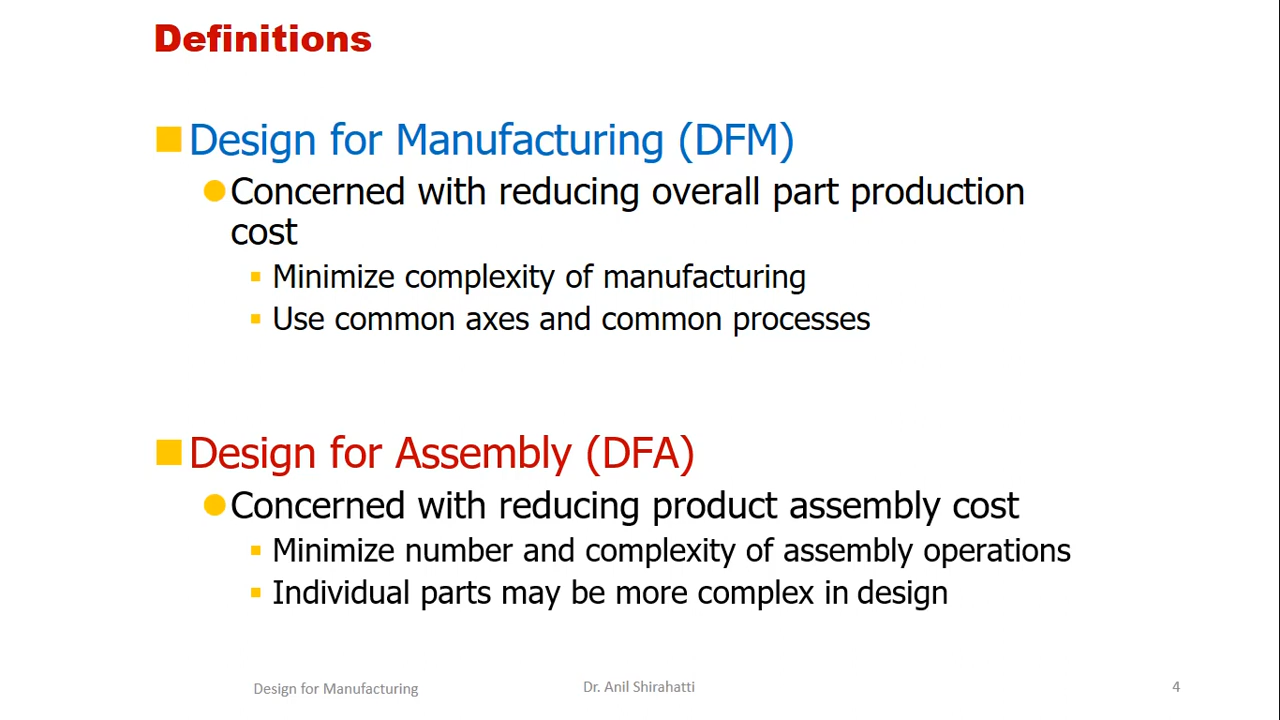 Definitions
Design for Manufacturing (DFM)
Concerned with reducing overall part production
cost
Minimize complexity of manufacturing
Use common axes and common processes
Design for Assembly (DFA)
Concerned with reducing product assembly cost
Minimize number and complexity of assembly operations
Individual parts may be more complex in design
Design for Manufacturing
Dr. Anil Shirahatti
4